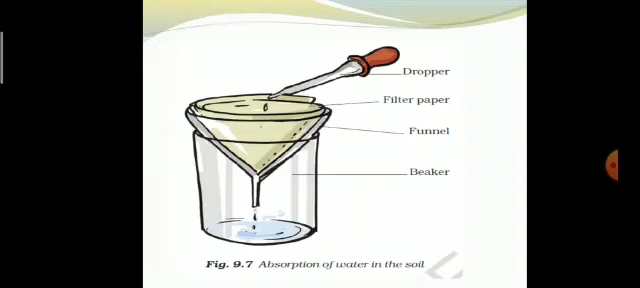 Dropper
Filter paper
Funnel
Beaker
Fig. 9.7 Absorption of water in the soil